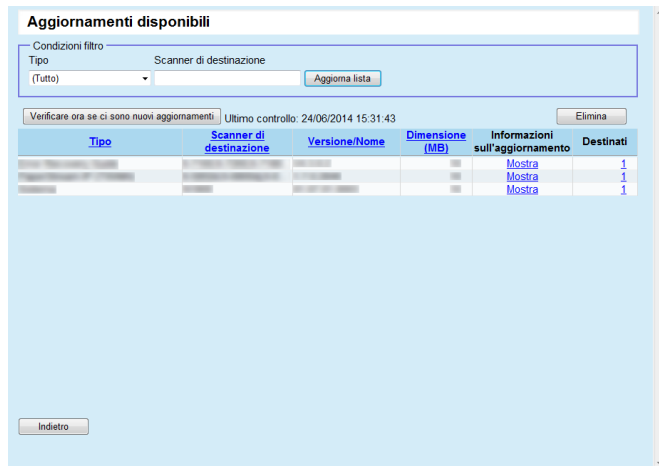 Aggiornamenti disponibili
Condizioni filtro
Tipo Scanner di destinazione
(Tutto) Aggiorna lista
Verificare ora se ci sono nuovi aggiornamenti Ultimo controllo: 24/06/2014 15:31:43 Elimina
Tipo Scanner di destinazione Versione/Nome Dimensione (MB) Informazioni sull'aggiornamento Destinati
Mostra 1
Mostra 1
Mostra 1
Indietro